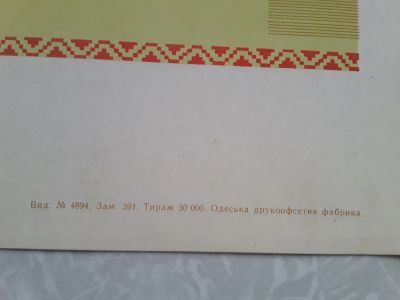 Вид. № 4894. Зам. 391. Тираж 30 000. Одеська друкоофсетна фабрика.